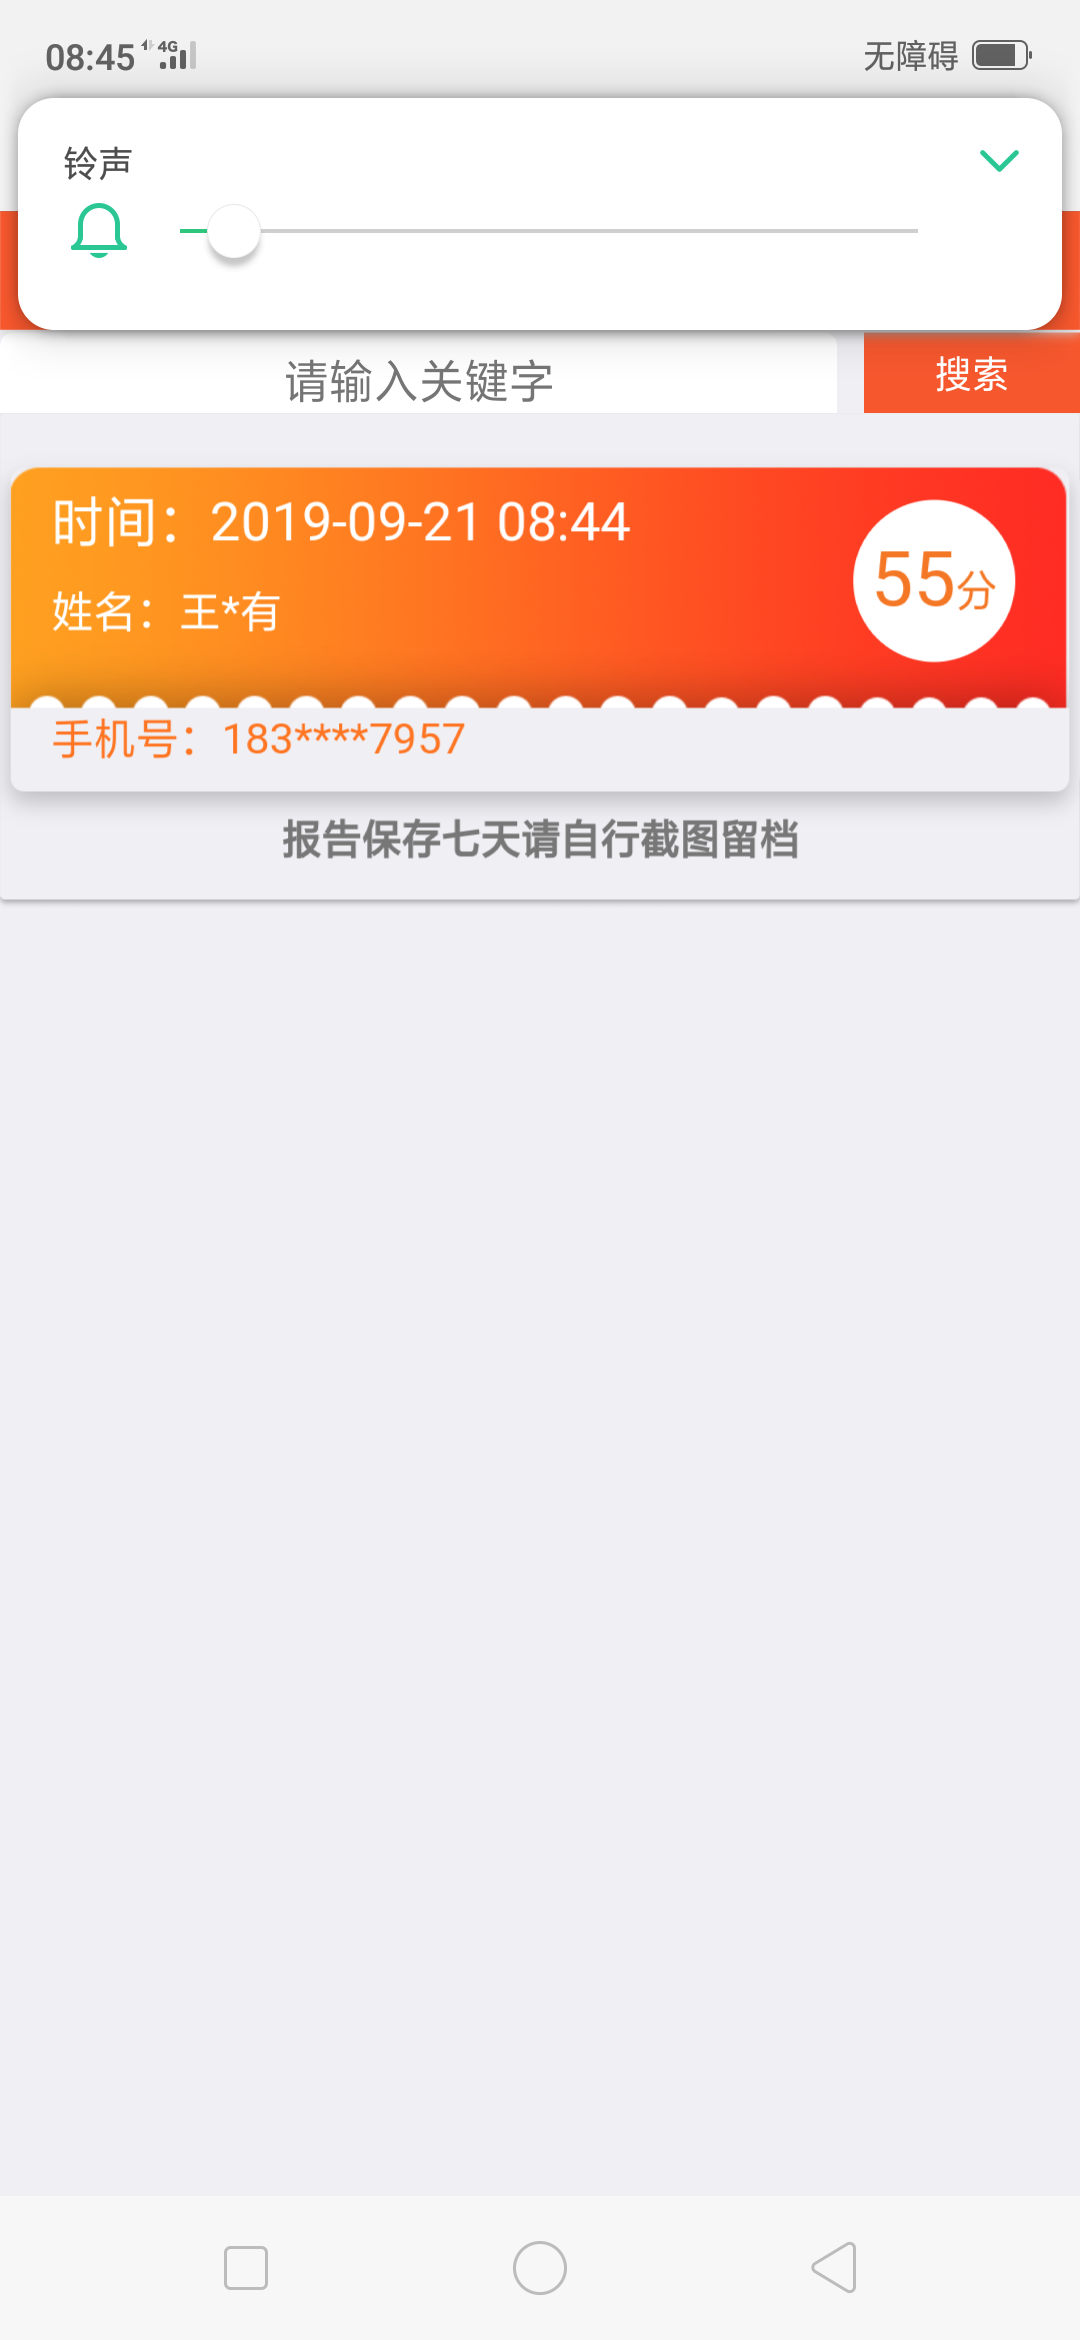 08:45 4G 无障碍
铃声
请输入关键字 搜索
时间：2019-09-21 08:44
55分
姓名：王*有
手机号：183****7957
报告保存七天请自行截图留档